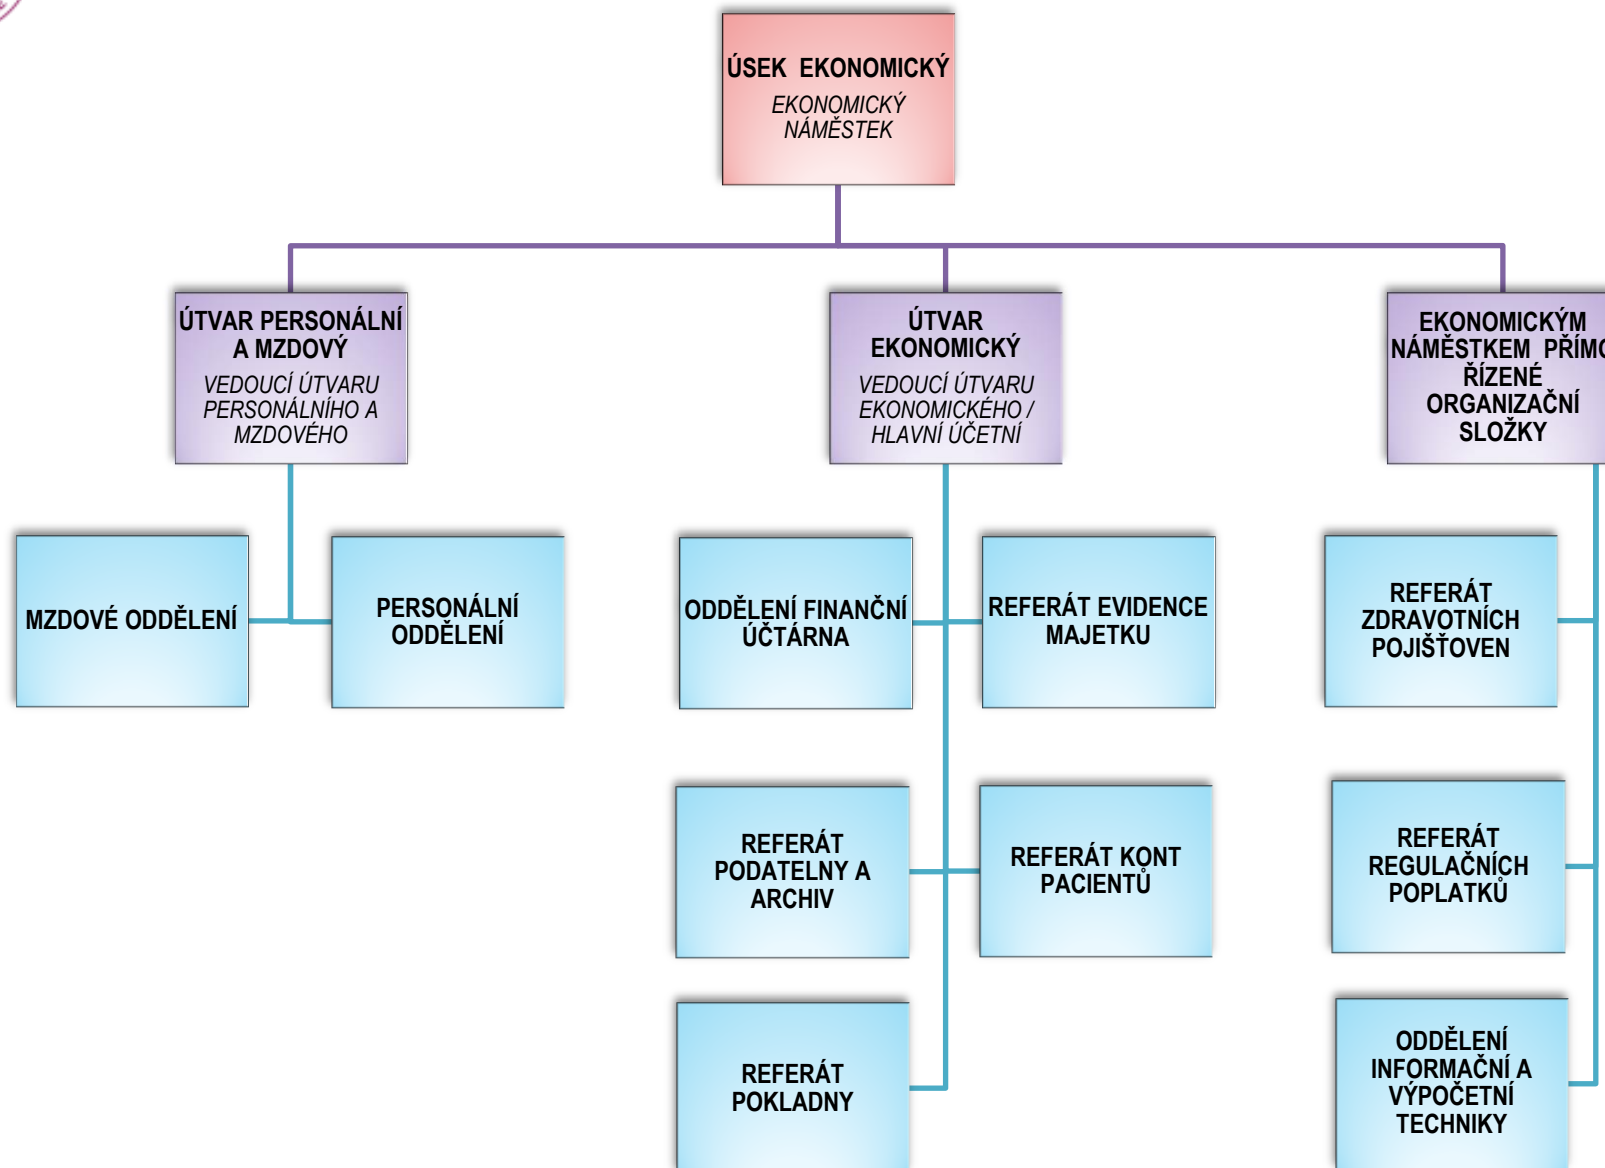 ÚSEK EKONOMICKÝ
EKONOMICKÝ
NÁMĚSTEK
ÚTVAR PERSONÁLNÍ
A MZDOVÝ
VEDOUCÍ ÚTVARU
PERSONÁLNÍHO A
MZDOVÉHO
ÚTVAR
EKONOMICKÝ
VEDOUCÍ ÚTVARU
EKONOMICKÉHO /
HLAVNÍ ÚČETNÍ
EKONOMICKÝM
NÁMĚSTKEM PŘÍMO
ŘÍZENÉ
ORGANIZAČNÍ
SLOŽKY
MZDOVÉ ODDĚLENÍ
PERSONÁLNÍ
ODDĚLENÍ
ODDĚLENÍ FINANČNÍ
ÚČTÁRNA
REFERÁT EVIDENCE
MAJETKU
REFERÁT
ZDRAVOTNÍCH
POJIŠŤOVEN
REFERÁT
PODATELNY A
ARCHIV
REFERÁT KONT
PACIENTŮ
REFERÁT
REGULAČNÍCH
POPLATKŮ
REFERÁT
POKLADNY
ODDĚLENÍ
INFORMAČNÍ A
VÝPOČETNÍ
TECHNIKY